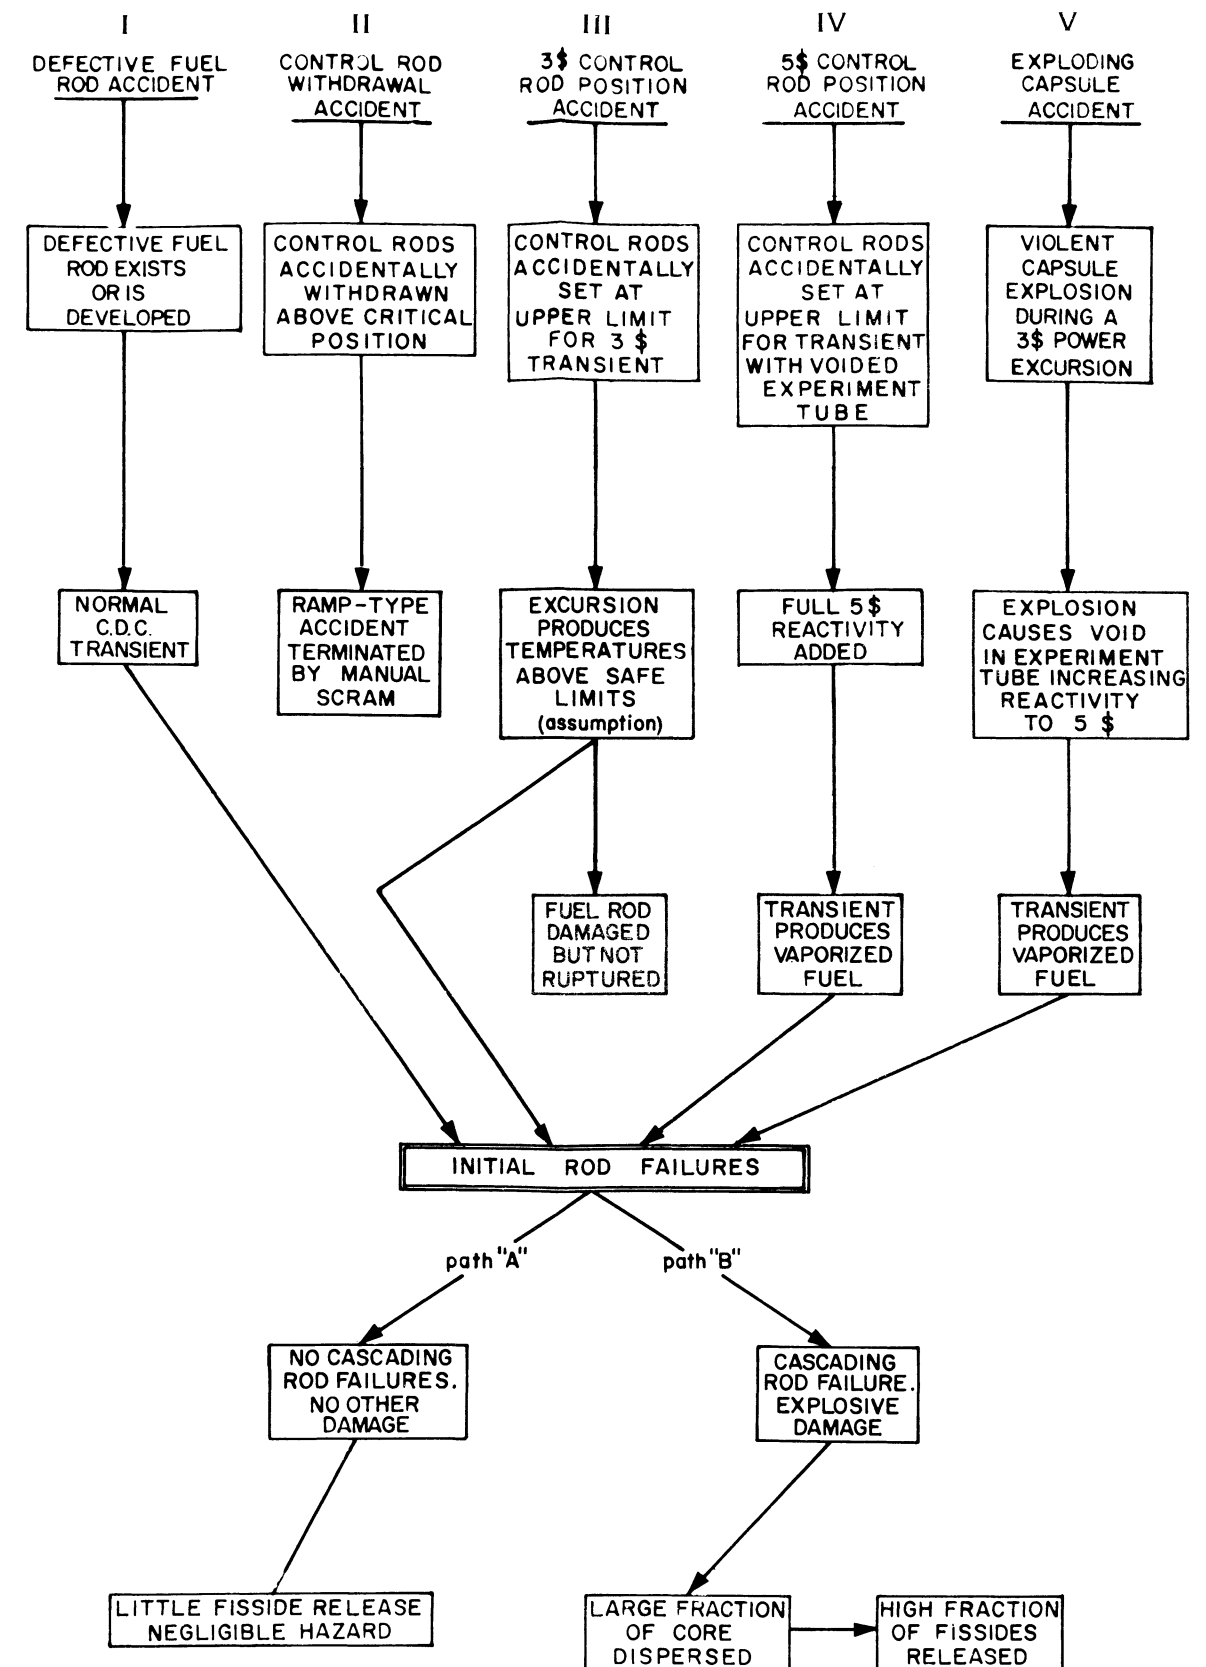 I
DEFECTIVE FUEL
ROD ACCIDENT
DEFECTIVE FUEL
ROD EXISTS
OR IS
DEVELOPED
NORMAL
C.D.C.
TRANSIENT
II
CONTROL ROD
WITHDRAWAL
ACCIDENT
CONTROL RODS
ACCIDENTALLY
WITHDRAWN
ABOVE CRITICAL
POSITION
RAMP-TYPE
ACCIDENT
TERMINATED
BY MANUAL
SCRAM
III
3$ CONTROL
ROD POSITION
ACCIDENT
CONTROL RODS
ACCIDENTALLY
SET AT
UPPER LIMIT
FOR 3 $
TRANSIENT
EXCURSION
PRODUCES
TEMPERATURES
ABOVE SAFE
LIMITS
(assumption)
FUEL ROD
DAMAGED
BUT NOT
RUPTURED
IV
5$ CONTROL
ROD POSITION
ACCIDENT
CONTROL RODS
ACCIDENTALLY
SET AT
UPPER LIMIT
FOR TRANSIENT
WITH VOIDED
EXPERIMENT
TUBE
FULL 5$
REACTIVITY
ADDED
TRANSIENT
PRODUCES
VAPORIZED
FUEL
V
EXPLODING
CAPSULE
ACCIDENT
VIOLENT
CAPSULE
EXPLOSION
DURING A
3$ POWER
EXCURSION
EXPLOSION
CAUSES VOID
IN EXPERIMENT
TUBE INCREASING
REACTIVITY
TO 5 $
TRANSIENT
PRODUCES
VAPORIZED
FUEL
INITIAL ROD FAILURES
path "A"
path "B"
NO CASCADING
ROD FAILURES.
NO OTHER
DAMAGE
CASCADING
ROD FAILURE.
EXPLOSIVE
DAMAGE
LITTLE FISSIDE RELEASE
NEGLIGIBLE HAZARD
LARGE FRACTION
OF CORE
DISPERSED
HIGH FRACTION
OF FISSIDES
RELEASED